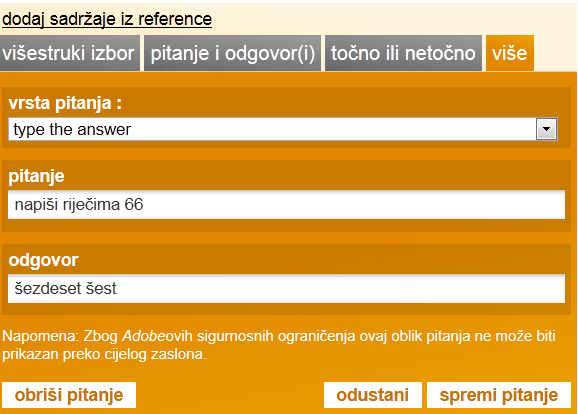 dodaj sadržaje iz reference
višestruki izbor pitanje i odgovor(i) točno ili netočno više
vrsta pitanja :
type the answer
pitanje
napiši riječima 66
odgovor
šezdeset šest
Napomena: Zbog Adobeovih sigurnosnih ograničenja ovaj oblik pitanja ne može biti
prikazan preko cijelog zaslona.
obriši pitanje odustani spremi pitanje